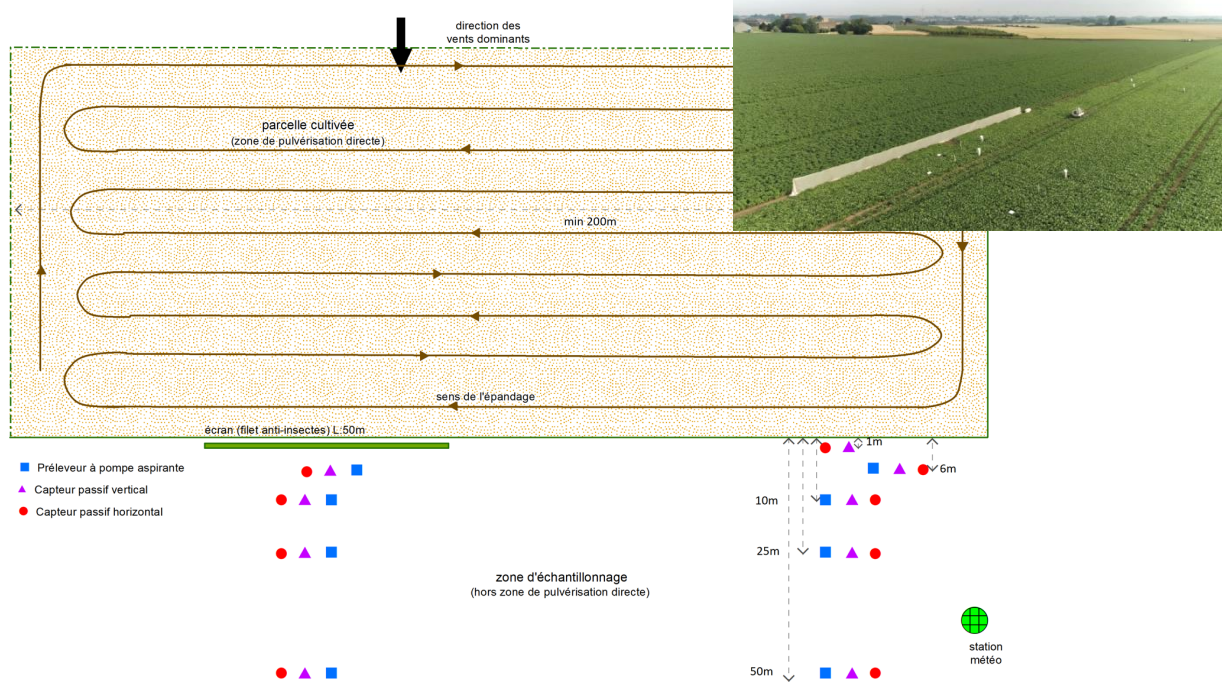 direction des
vents dominants
parcelle cultivée
(zone de pulvérisation directe)
min 200m
sens de l'épandage
écran (filet anti-insectes) L:50m
1m
Préleveur à pompe aspirante
6m
Capteur passif vertical
10m
Capteur passif horizontal
25m
zone d'échantillonnage
(hors zone de pulvérisation directe)
station
météo
50m